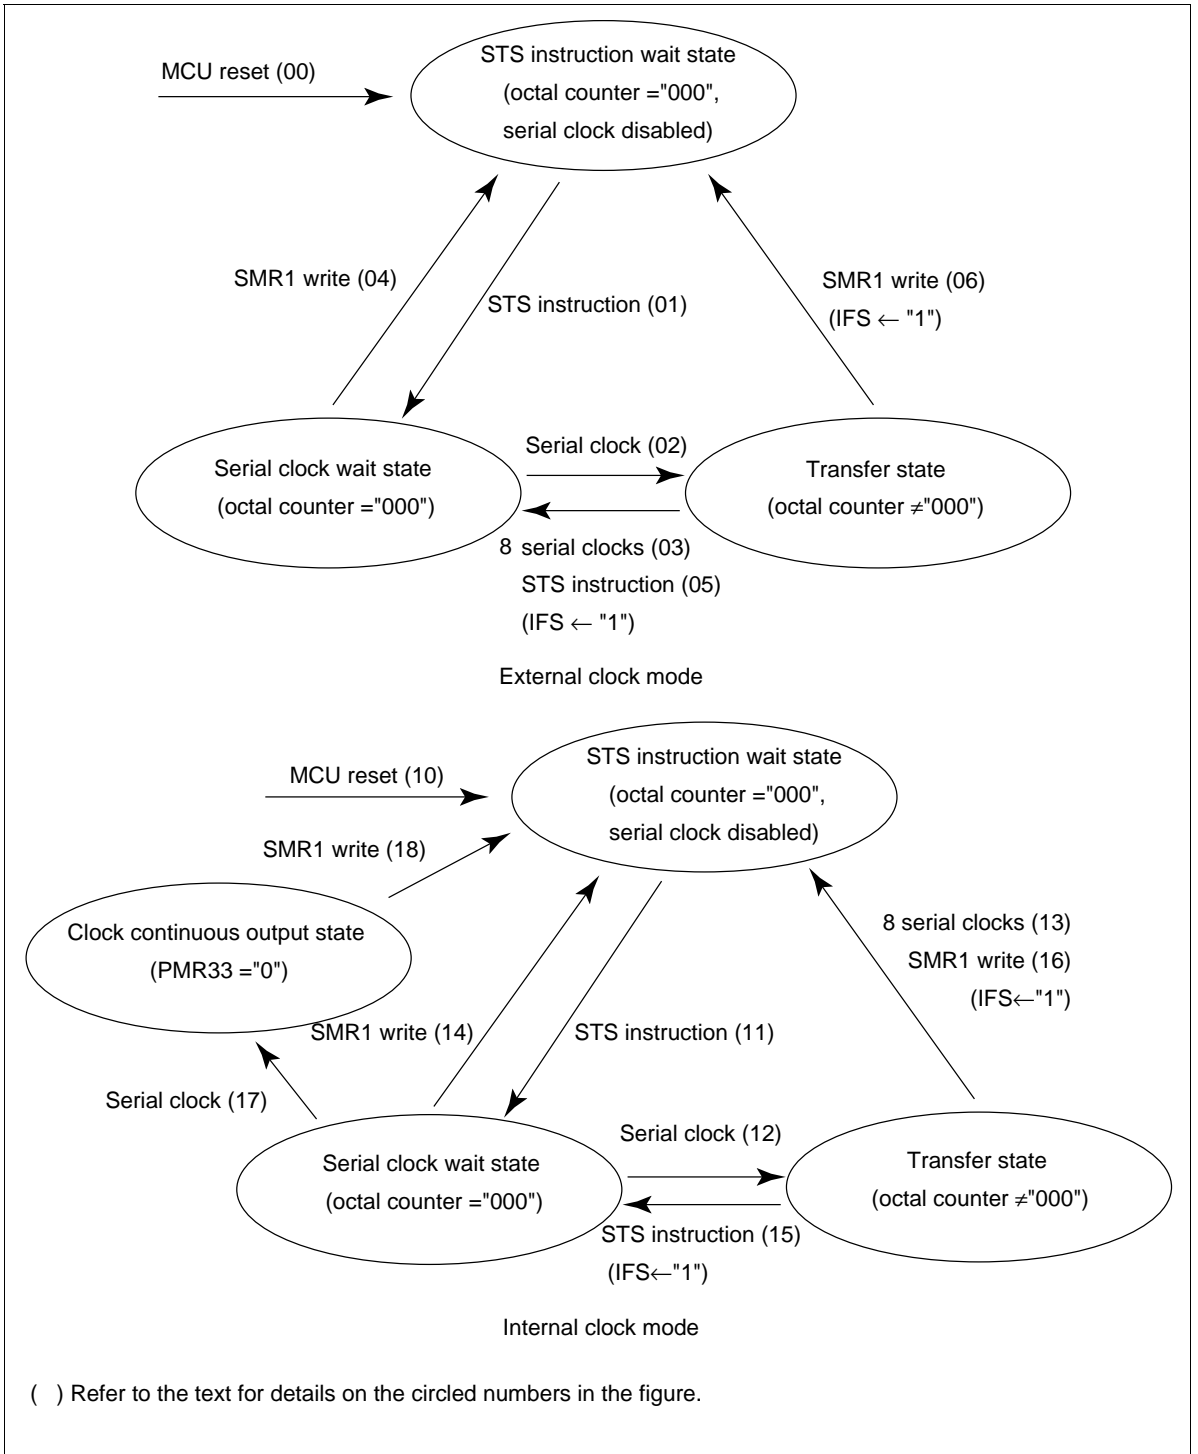 MCU reset (00)
STS instruction wait state
(octal counter ="000",
serial clock disabled)
SMR1 write (04)
STS instruction (01)
SMR1 write (06)
(IFS ← "1")
Serial clock wait state
(octal counter ="000")
Serial clock (02)
Transfer state
(octal counter ≠"000")
8 serial clocks (03)
STS instruction (05)
(IFS ← "1")
External clock mode
STS instruction wait state
(octal counter ="000",
serial clock disabled)
MCU reset (10)
SMR1 write (18)
Clock continuous output state
(PMR33 ="0")
8 serial clocks (13)
SMR1 write (16)
(IFS←"1")
SMR1 write (14)
STS instruction (11)
Serial clock (17)
Serial clock (12)
Serial clock wait state
(octal counter ="000")
Transfer state
(octal counter ≠"000")
STS instruction (15)
(IFS←"1")
Internal clock mode
( ) Refer to the text for details on the circled numbers in the figure.